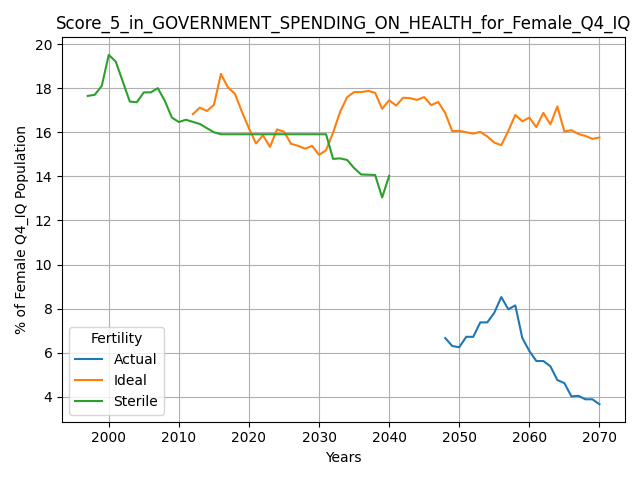 Score_5_in_GOVERNMENT_SPENDING_ON_HEALTH_for_Female_Q4_IQ
% of Female Q4_IQ Population
20
18
16
14
12
10
8
6
4
Fertility
Actual
Ideal
Sterile
2000 2010 2020 2030 2040 2050 2060 2070
Years